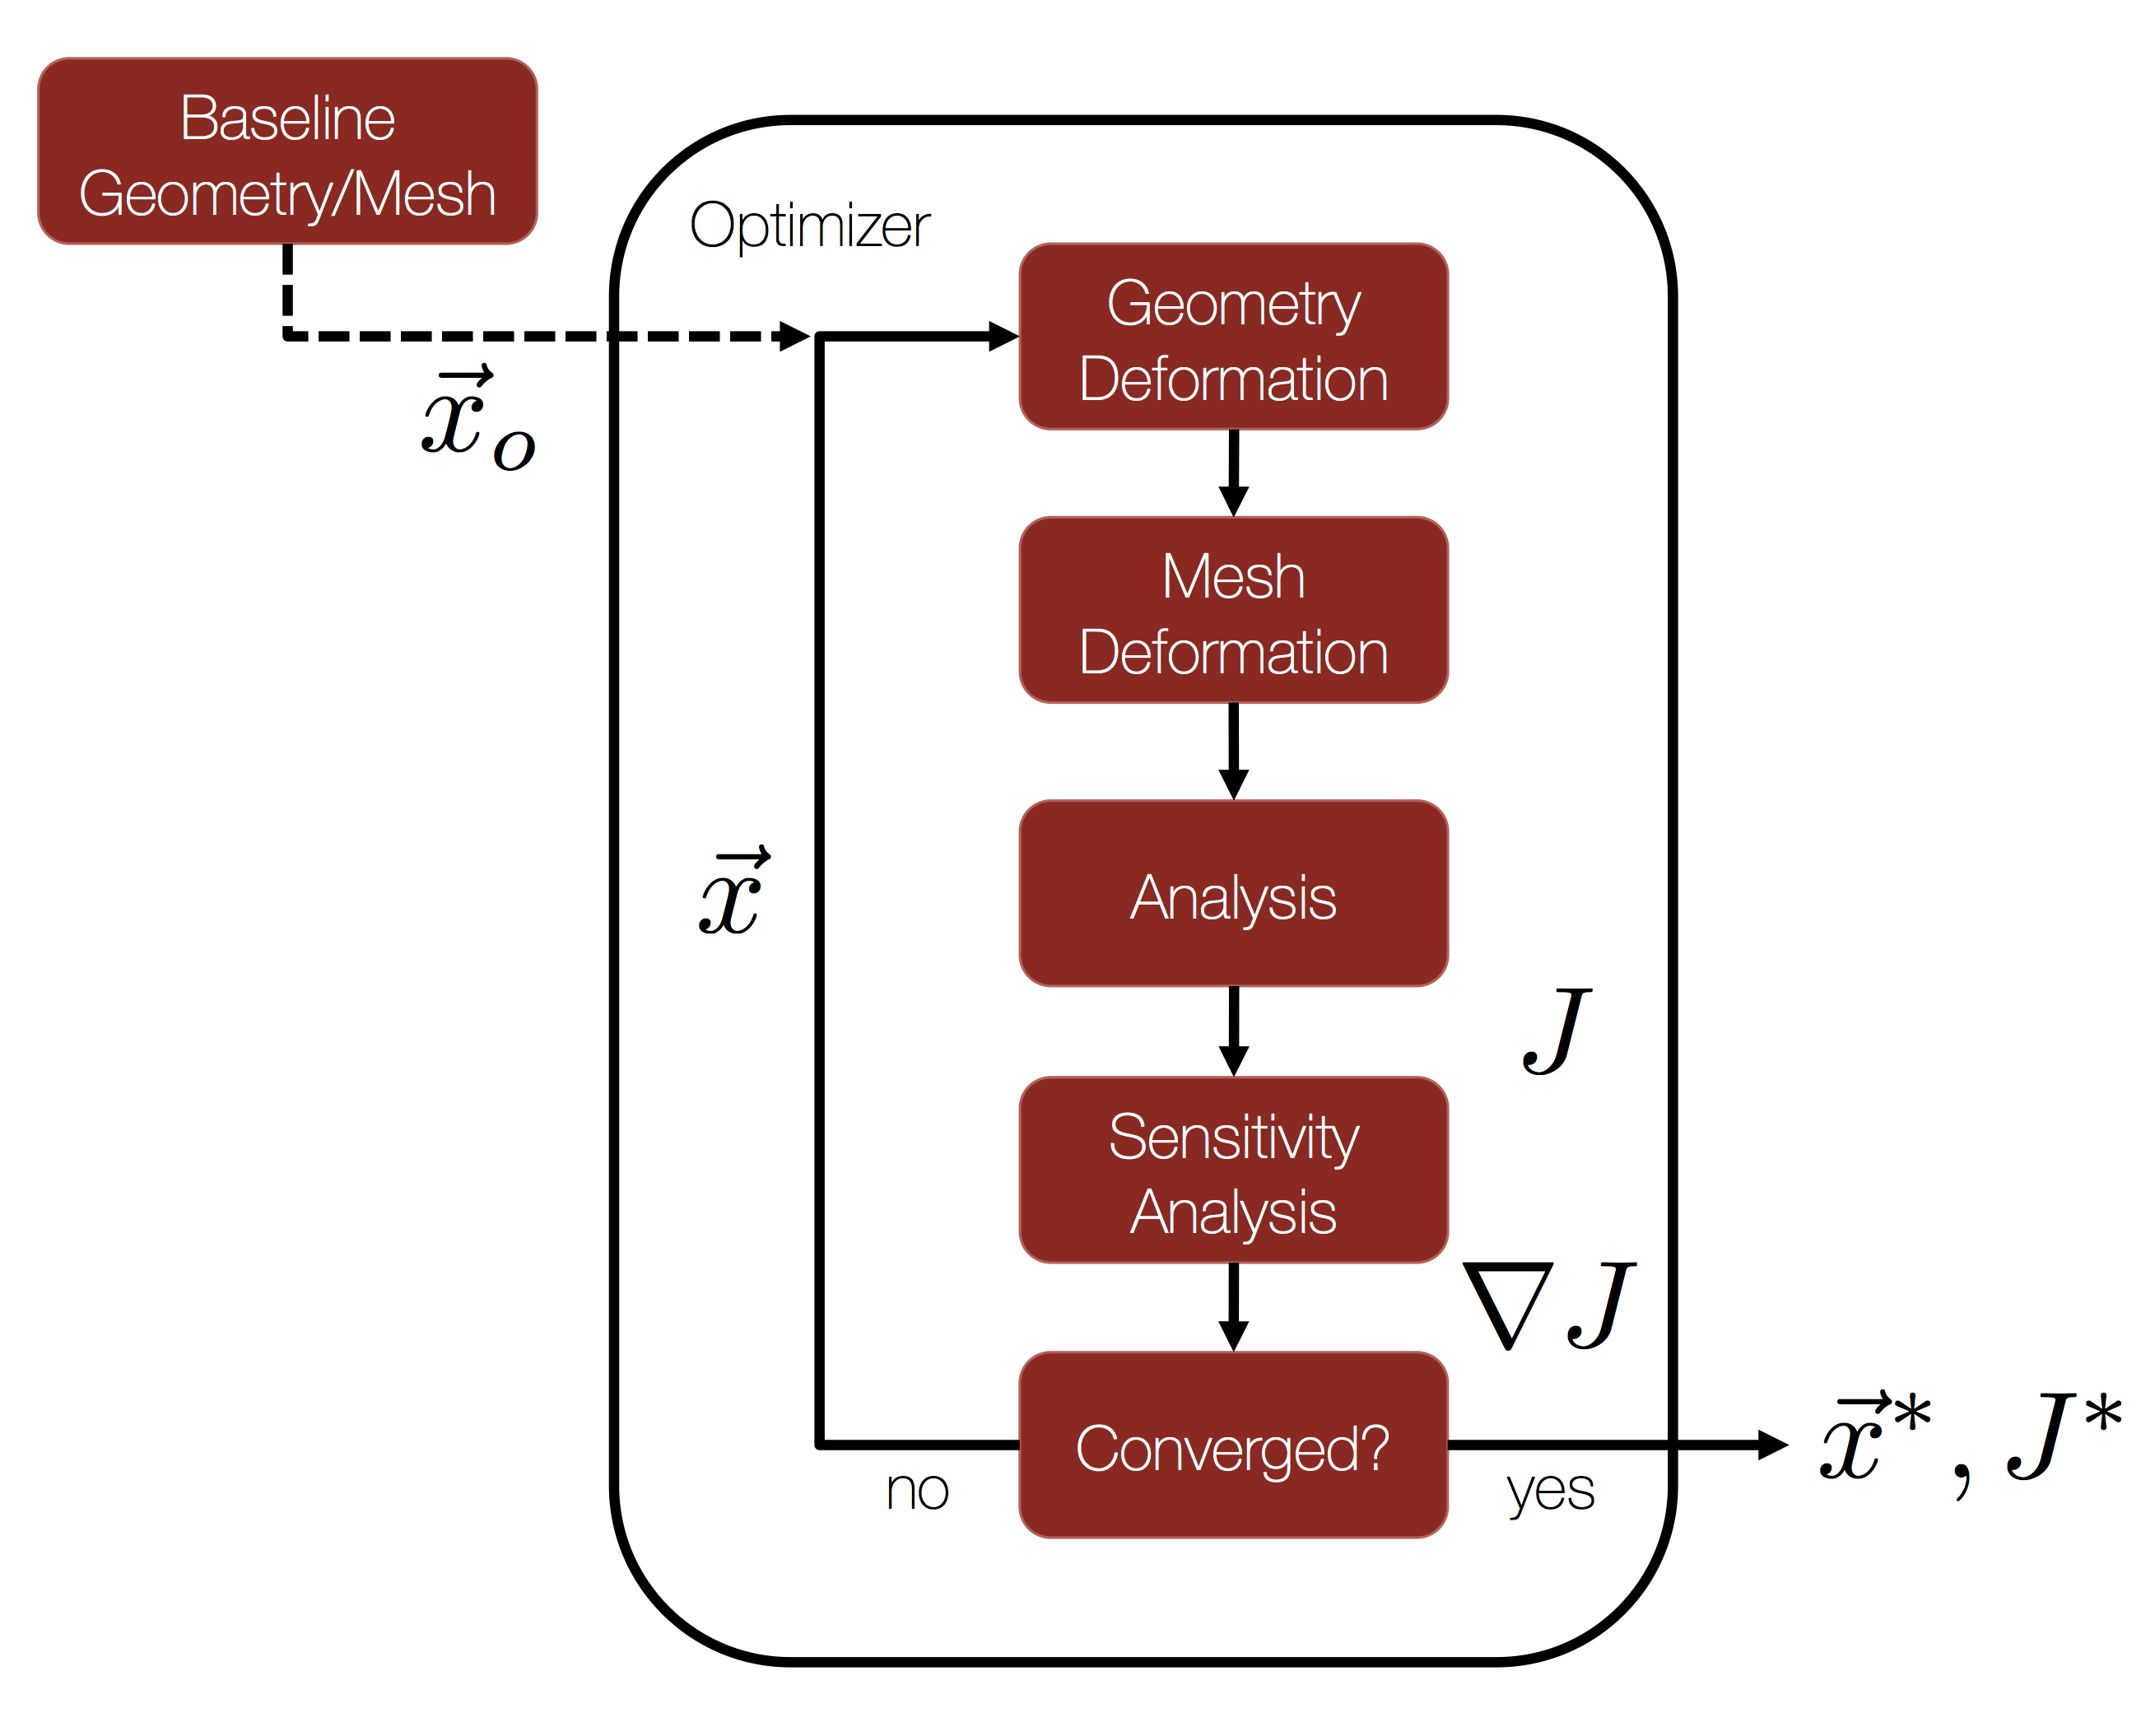 Baseline
Geometry/Mesh
Optimizer
Geometry
Deformation
$\vec{x}_o$
Mesh
Deformation
$\vec{x}$
Analysis
$J$
Sensitivity
Analysis
$\nabla J$
Converged?
$\vec{x}^*, J^*$
no
yes